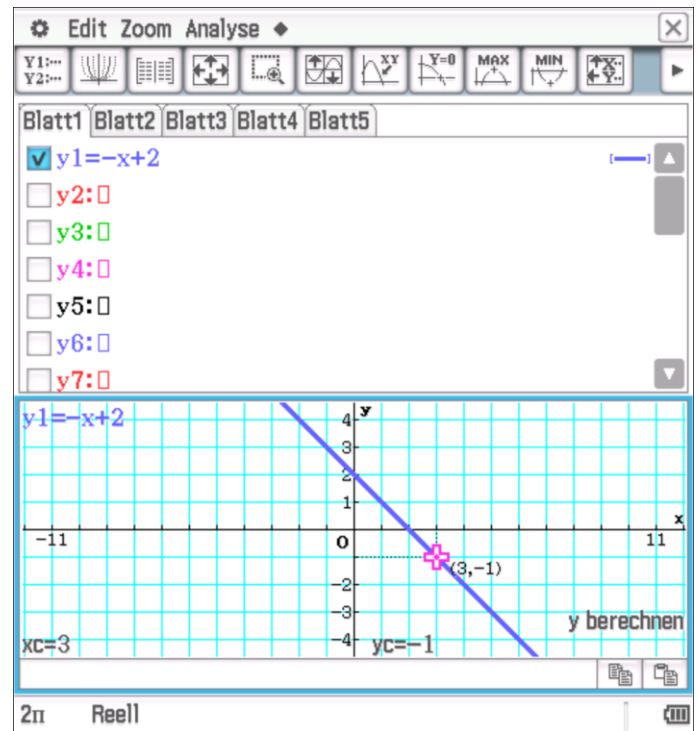 Edit Zoom Analyse ◆
Y1:… Y2:… XY Y=0 MAX MIN X:.. Y:..
Blatt1 Blatt2 Blatt3 Blatt4 Blatt5
y1=−x+2
y2:▯
y3:▯
y4:▯
y5:▯
y6:▯
y7:▯
y1=−x+2
y
4
3
2
1
x
−11 O 11
(3,−1)
−2
−3
y berechnen
−4
xc=3 yc=−1
2π Reell